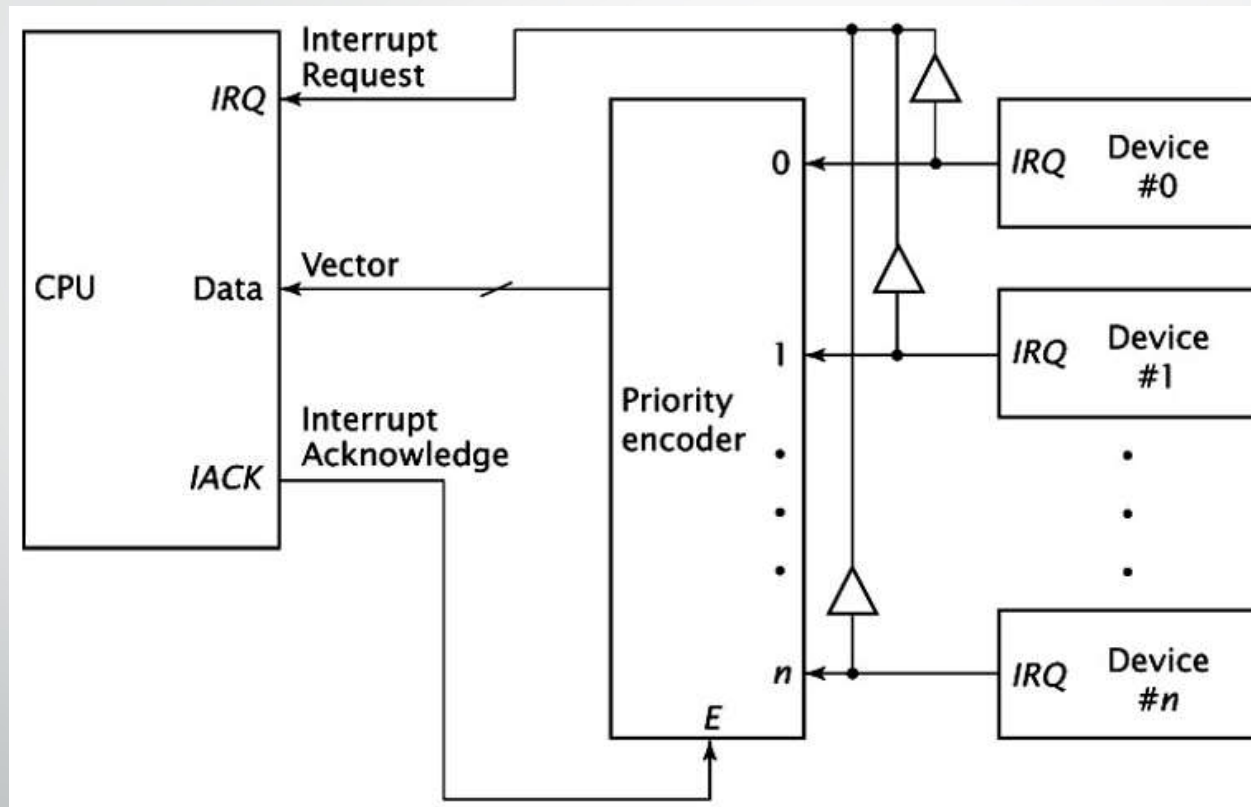 Interrupt
Request
IRQ
CPU
Data
Vector
Interrupt
Acknowledge
IACK
Priority
encoder
0
1
n
E
IRQ
Device
#0
IRQ
Device
#1
IRQ
Device
#n